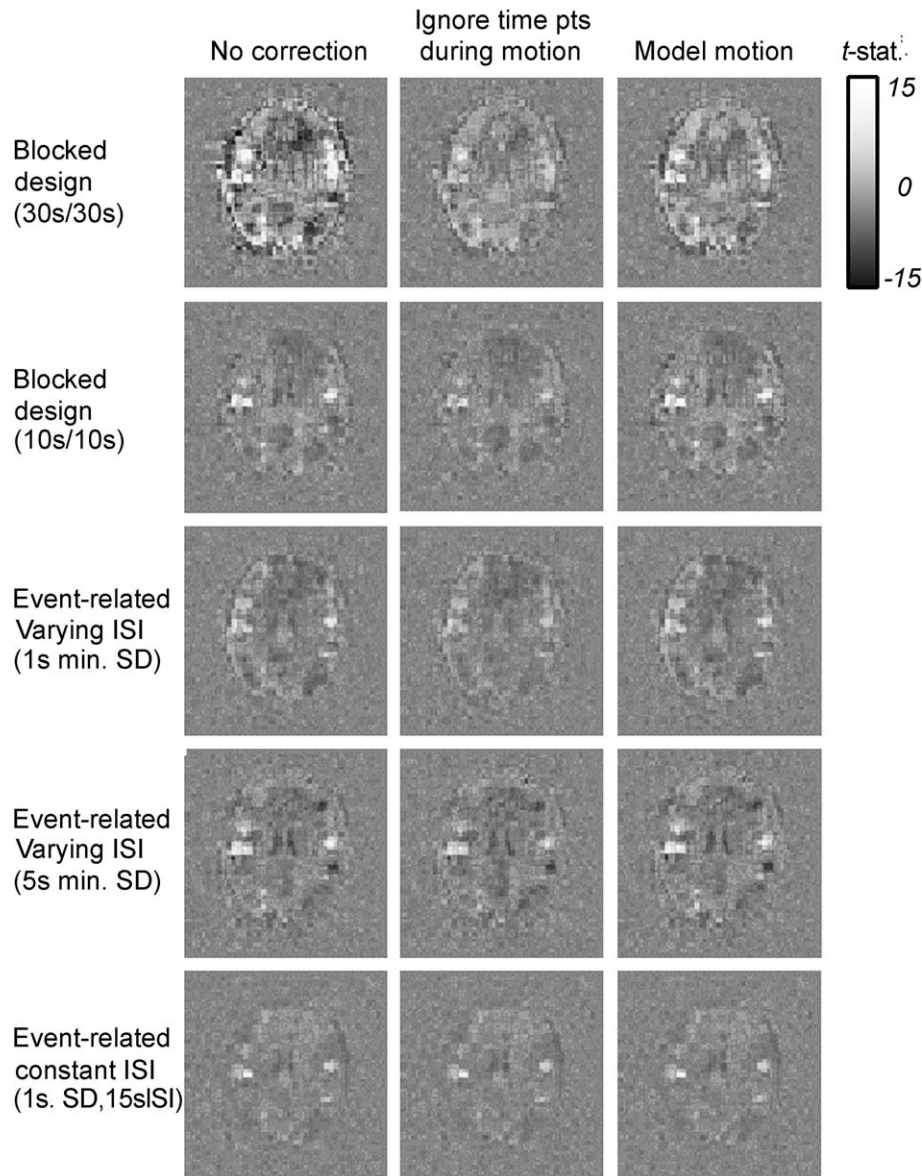 No correction
Ignore time pts
during motion
Model motion
t-stat.
15
0
-15
Blocked
design
(30s/30s)
Blocked
design
(10s/10s)
Event-related
Varying ISI
(1s min. SD)
Event-related
Varying ISI
(5s min. SD)
Event-related
constant ISI
(1s. SD,15sISI)